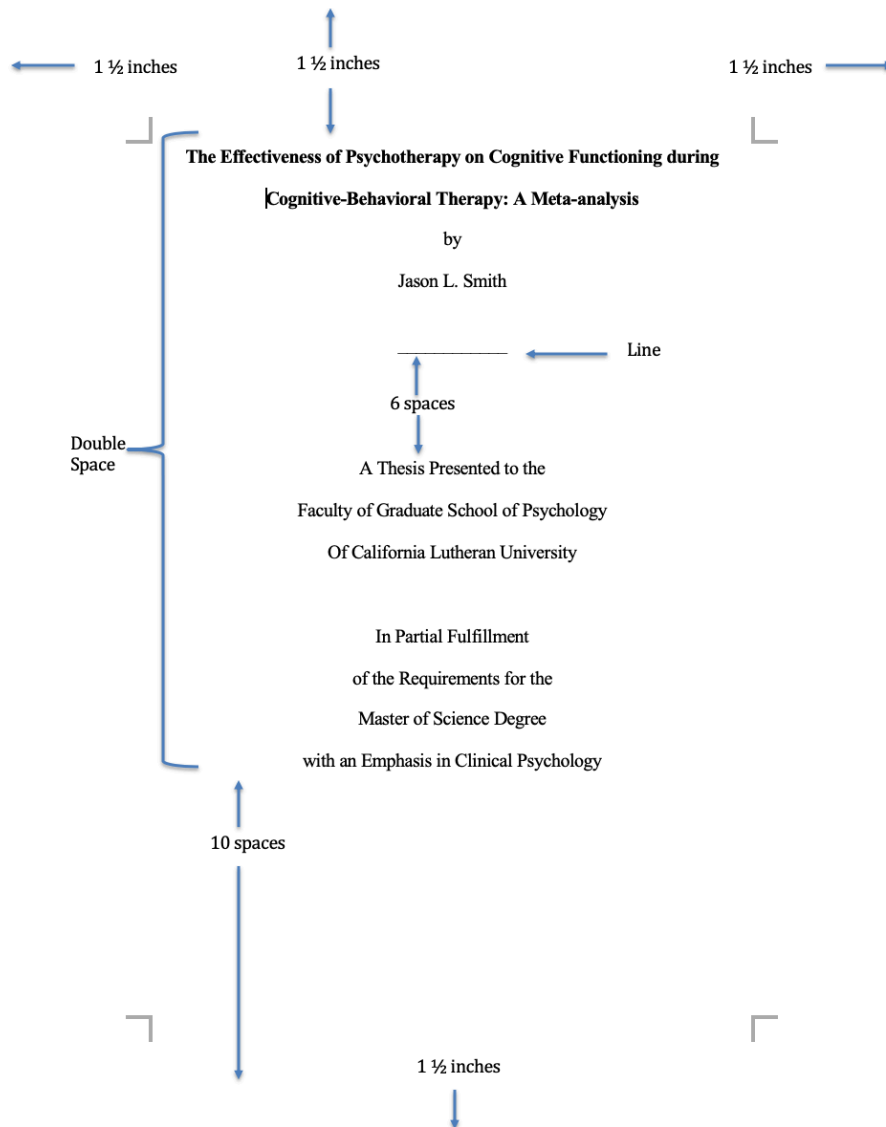 1 ½ inches
1 ½ inches
1 ½ inches
The Effectiveness of Psychotherapy on Cognitive Functioning during
Cognitive-Behavioral Therapy: A Meta-analysis
by
Jason L. Smith
Line
6 spaces
Double
Space
A Thesis Presented to the
Faculty of Graduate School of Psychology
Of California Lutheran University
In Partial Fulfillment
of the Requirements for the
Master of Science Degree
with an Emphasis in Clinical Psychology
10 spaces
1 ½ inches